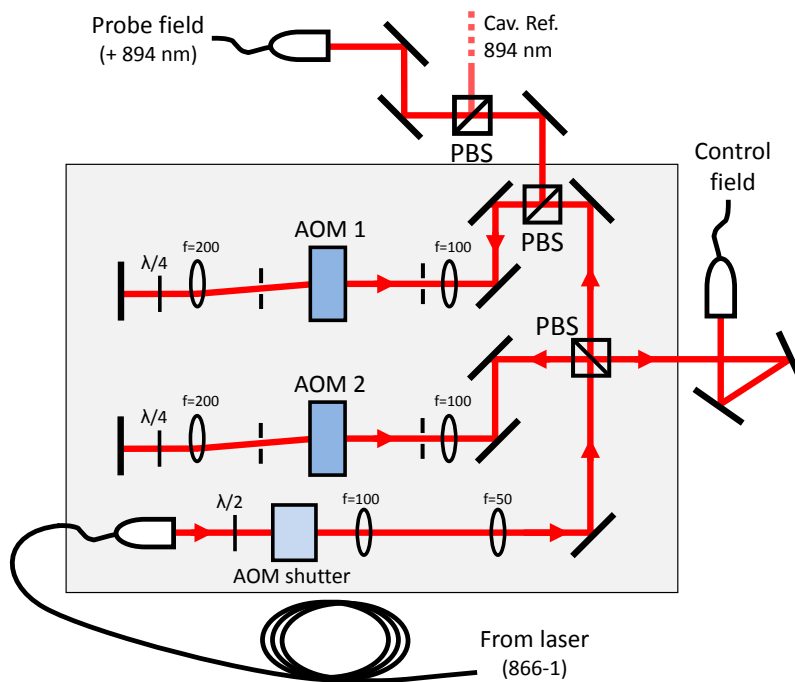 Probe field
(+ 894 nm)
Cav. Ref.
894 nm
PBS
Control
field
AOM 1
f=200
λ/4
f=100
PBS
PBS
AOM 2
f=200
λ/4
f=100
λ/2
f=100
f=50
AOM shutter
From laser
(866-1)